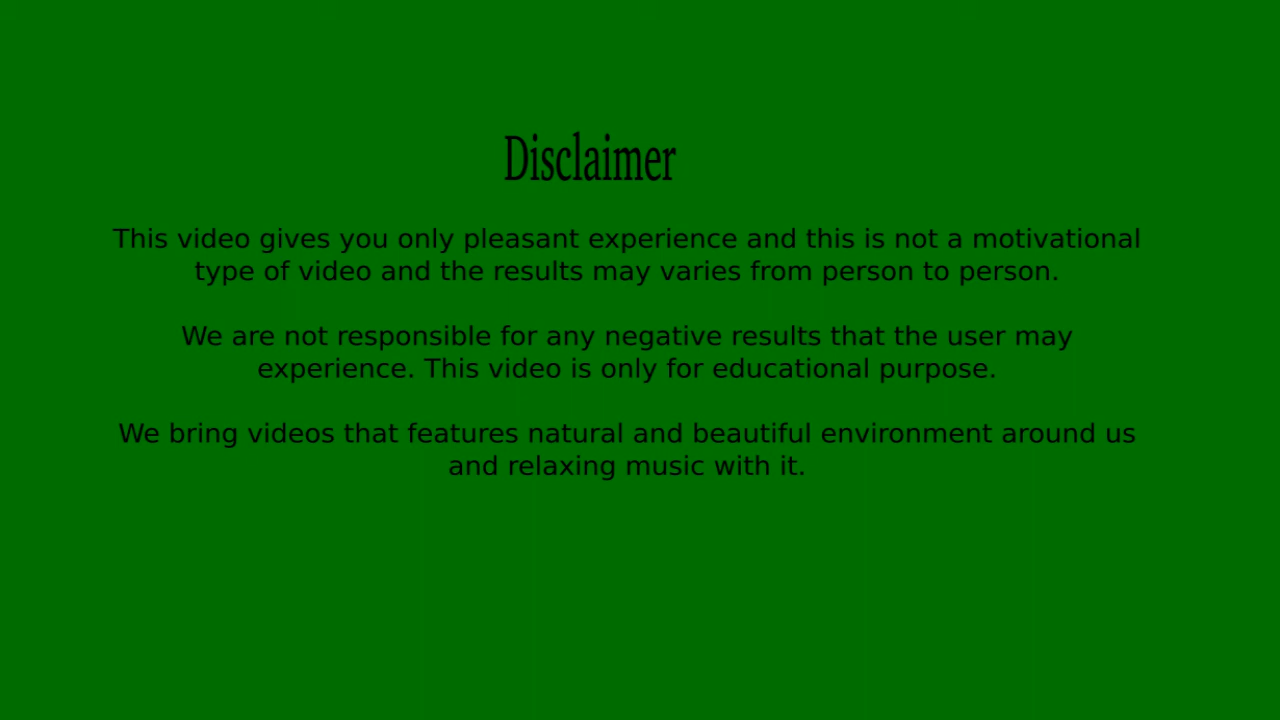 Disclaimer
This video gives you only pleasant experience and this is not a motivational
type of video and the results may varies from person to person.
We are not responsible for any negative results that the user may
experience. This video is only for educational purpose.
We bring videos that features natural and beautiful environment around us
and relaxing music with it.